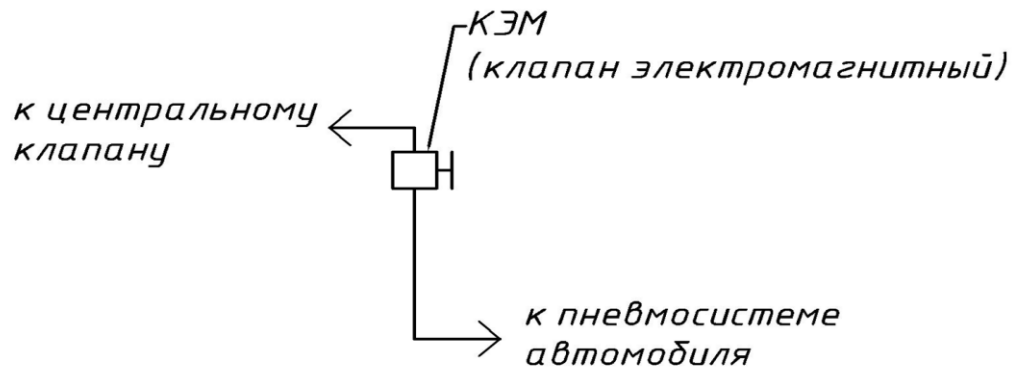 КЭМ
(клапан электромагнитный)
к центральному
клапану
к пневмосистеме
автомобиля